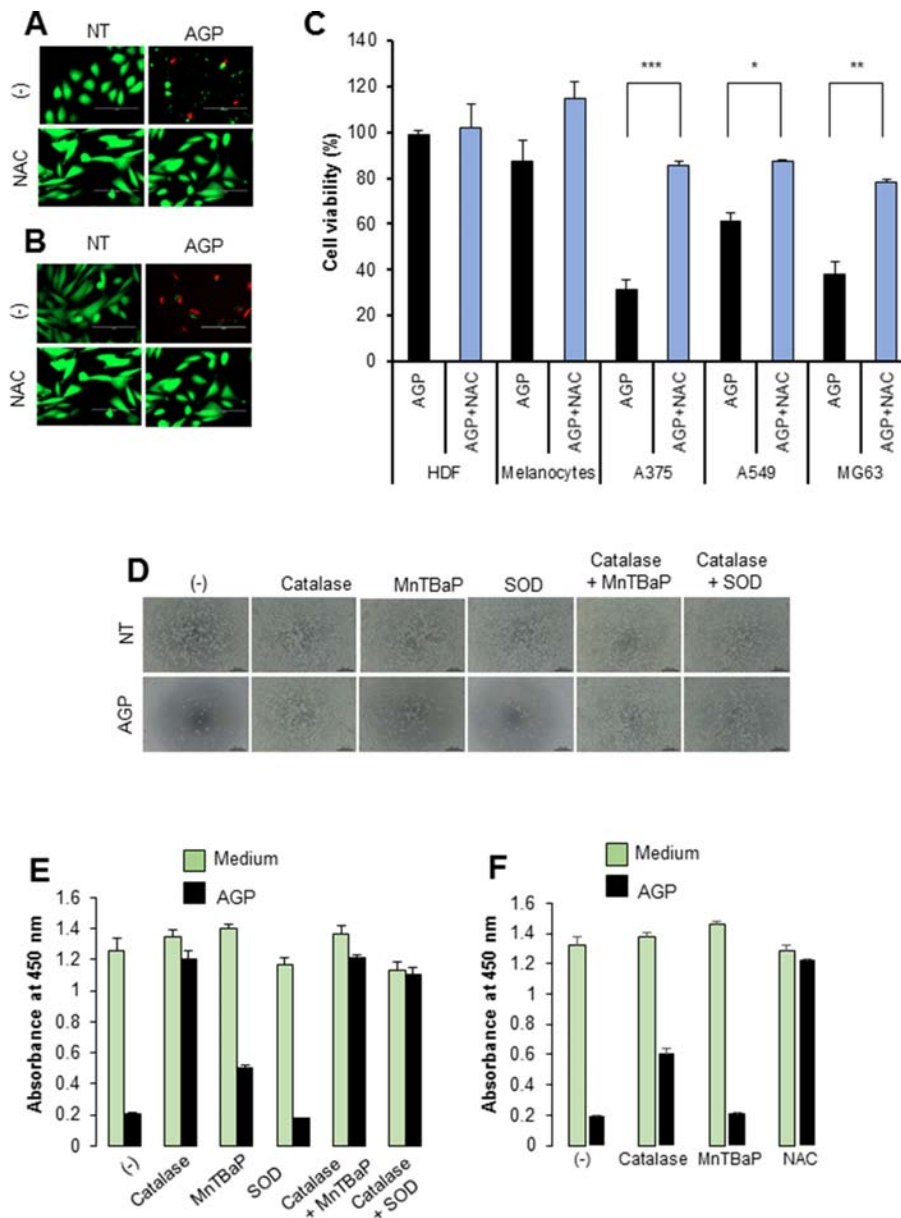 A
NT
AGP
(-)
NAC
B
NT
AGP
(-)
NAC
C
Cell viability (%)
140
120
100
80
60
40
20
0
***
*
**
AGP
AGP+NAC
AGP
AGP+NAC
AGP
AGP+NAC
AGP
AGP+NAC
AGP
AGP+NAC
HDF
Melanocytes
A375
A549
MG63
D
(-)
Catalase
MnTBaP
SOD
Catalase
+ MnTBaP
Catalase
+ SOD
NT
AGP
E
Medium
AGP
Absorbance at 450 nm
1.6
1.4
1.2
1
0.8
0.6
0.4
0.2
0
(-)
Catalase
MnTBaP
SOD
Catalase
+ MnTBaP
Catalase
+ SOD
F
Medium
AGP
Absorbance at 450 nm
1.6
1.4
1.2
1
0.8
0.6
0.4
0.2
0
(-)
Catalase
MnTBaP
NAC